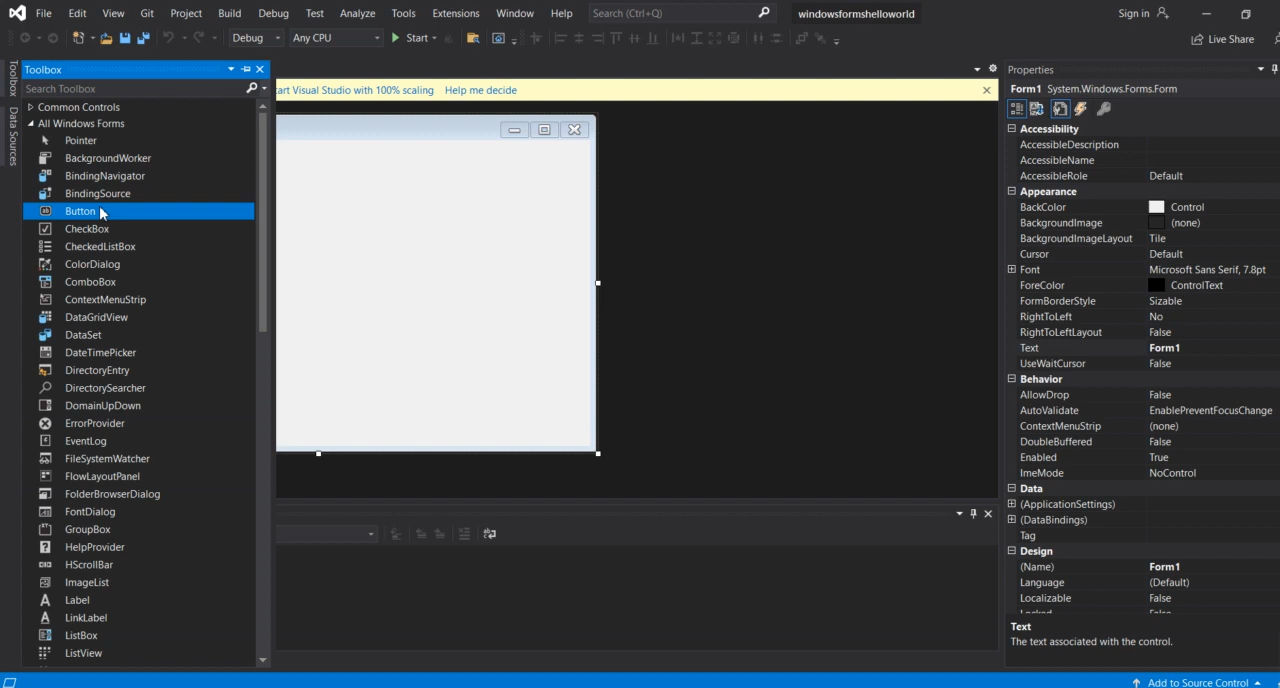 File Edit View Git Project Build Debug Test Analyze Tools Extensions Window Help Search (Ctrl+Q) windowsformshelloworld Sign in
Debug Any CPU Start Live Share
Toolbox
Data Sources
Toolbox
Search Toolbox
Common Controls
All Windows Forms
Pointer
BackgroundWorker
BindingNavigator
BindingSource
Button
CheckBox
CheckedListBox
ColorDialog
ComboBox
ContextMenuStrip
DataGridView
DataSet
DateTimePicker
DirectoryEntry
DirectorySearcher
DomainUpDown
ErrorProvider
EventLog
FileSystemWatcher
FlowLayoutPanel
FolderBrowserDialog
FontDialog
GroupBox
HelpProvider
HScrollBar
ImageList
Label
LinkLabel
ListBox
ListView
tart Visual Studio with 100% scaling Help me decide
Properties
Form1 System.Windows.Forms.Form
Accessibility
AccessibleDescription
AccessibleName
AccessibleRole Default
Appearance
BackColor Control
BackgroundImage (none)
BackgroundImageLayout Tile
Cursor Default
Font Microsoft Sans Serif, 7.8pt
ForeColor ControlText
FormBorderStyle Sizable
RightToLeft No
RightToLeftLayout False
Text Form1
UseWaitCursor False
Behavior
AllowDrop False
AutoValidate EnablePreventFocusChange
ContextMenuStrip (none)
DoubleBuffered False
Enabled True
ImeMode NoControl
Data
(ApplicationSettings)
(DataBindings)
Tag
Design
(Name) Form1
Language (Default)
Localizable False
Locked False
Text
The text associated with the control.
Add to Source Control